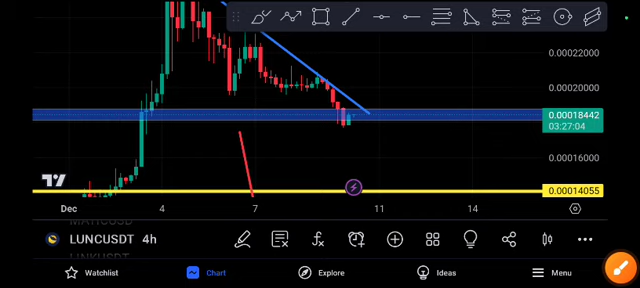 0.00022000
0.00020000
0.00018442
03:27:04
0.00016000
0.00014055
Dec 4 7 11 14
LUNCUSDT 4h
LINKUSDT
Watchlist Chart Explore Ideas Menu